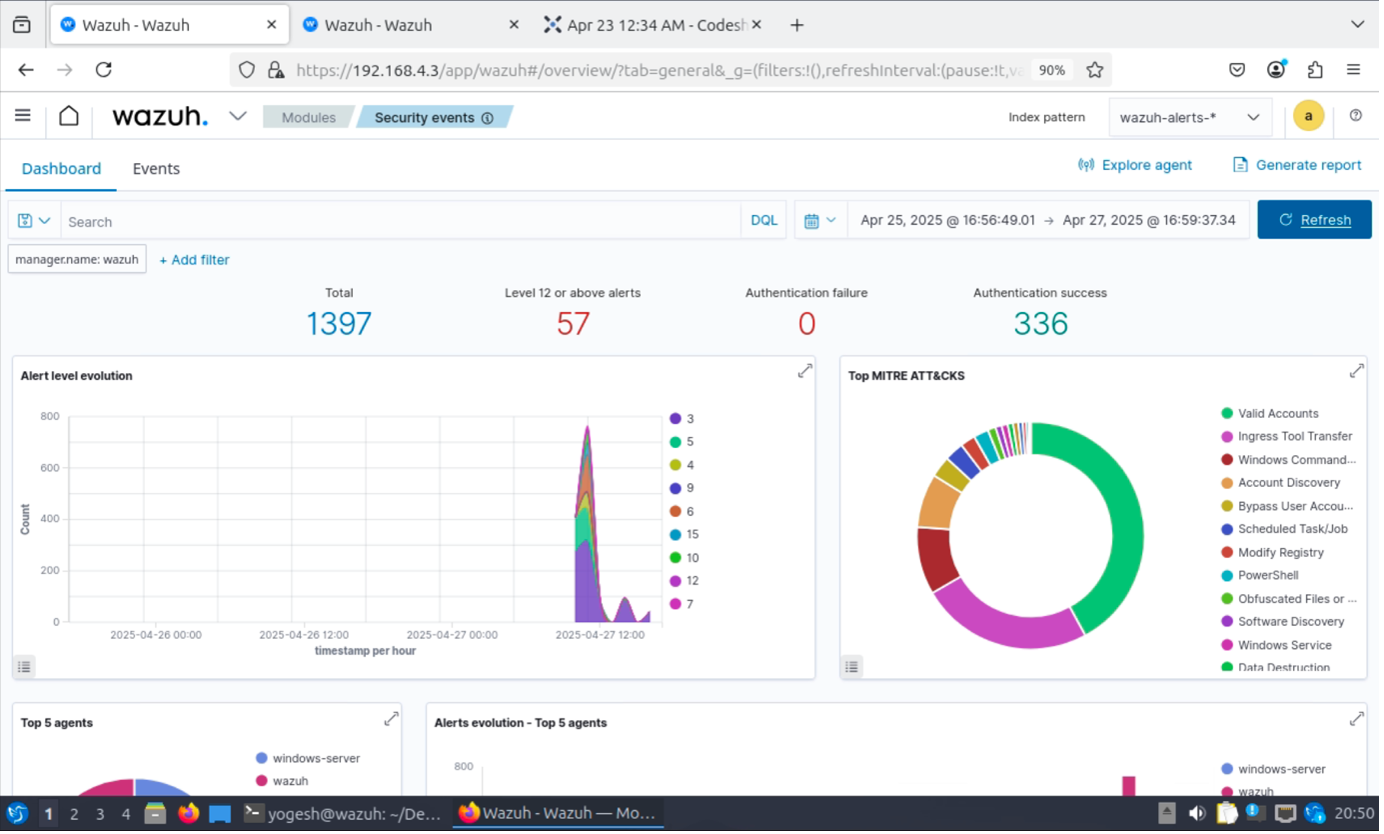 Wazuh - Wazuh
Wazuh - Wazuh
Apr 23 12:34 AM - Codesh
https://192.168.4.3/app/wazuh#/overview/?tab=general&_g=(filters:!(),refreshInterval:(pause:!t,va
90%
wazuh.
Modules
Security events
Index pattern
wazuh-alerts-*
a
Dashboard
Events
Explore agent
Generate report
Search
DQL
Apr 25, 2025 @ 16:56:49.01 → Apr 27, 2025 @ 16:59:37.34
Refresh
manager.name: wazuh
+ Add filter
Total
Level 12 or above alerts
Authentication failure
Authentication success
1397
57
0
336
Alert level evolution
800
600
400
200
0
Count
2025-04-26 00:00
2025-04-26 12:00
2025-04-27 00:00
2025-04-27 12:00
timestamp per hour
3
5
4
9
6
15
10
12
7
Top MITRE ATT&CKS
Valid Accounts
Ingress Tool Transfer
Windows Command...
Account Discovery
Bypass User Accou...
Scheduled Task/Job
Modify Registry
PowerShell
Obfuscated Files or ...
Software Discovery
Windows Service
Data Destruction
Top 5 agents
windows-server
wazuh
Alerts evolution - Top 5 agents
800
windows-server
wazuh
1
2
3
4
yogesh@wazuh: ~/De...
Wazuh - Wazuh — Mo...
20:50